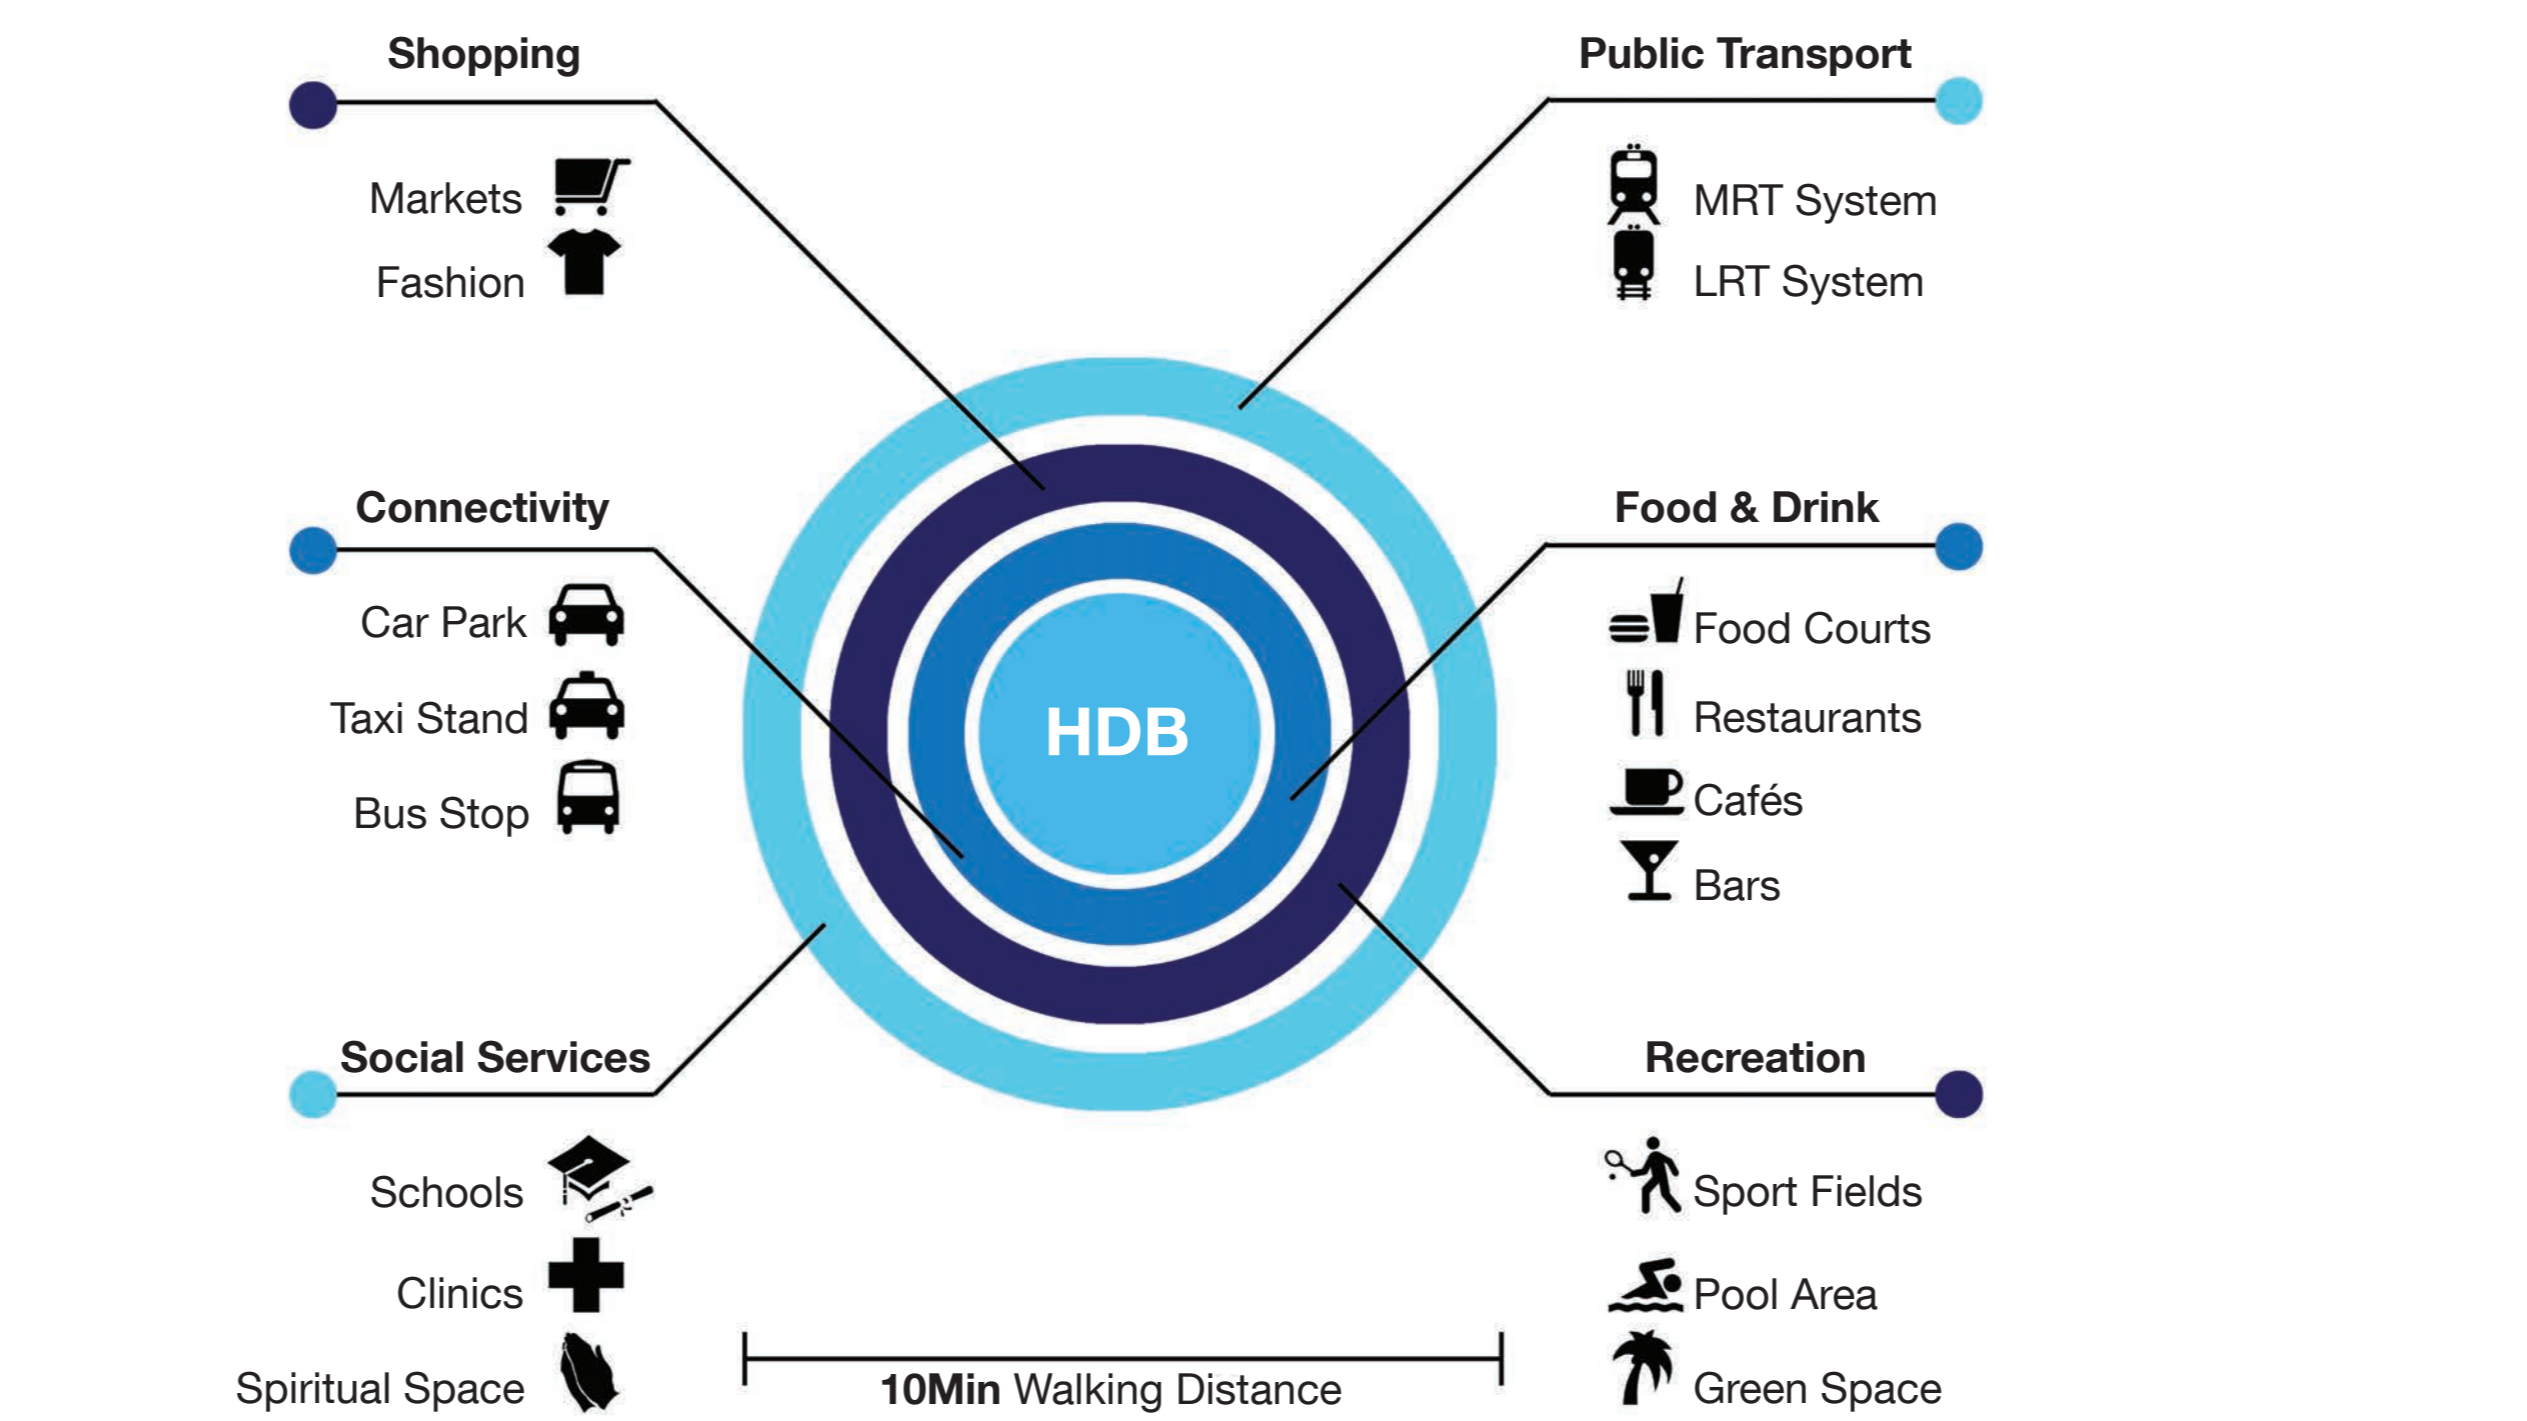 Shopping
Markets
Fashion
Public Transport
MRT System
LRT System
Connectivity
Car Park
Taxi Stand
Bus Stop
HDB
Food & Drink
Food Courts
Restaurants
Cafés
Bars
Social Services
Schools
Clinics
Spiritual Space
10Min Walking Distance
Recreation
Sport Fields
Pool Area
Green Space